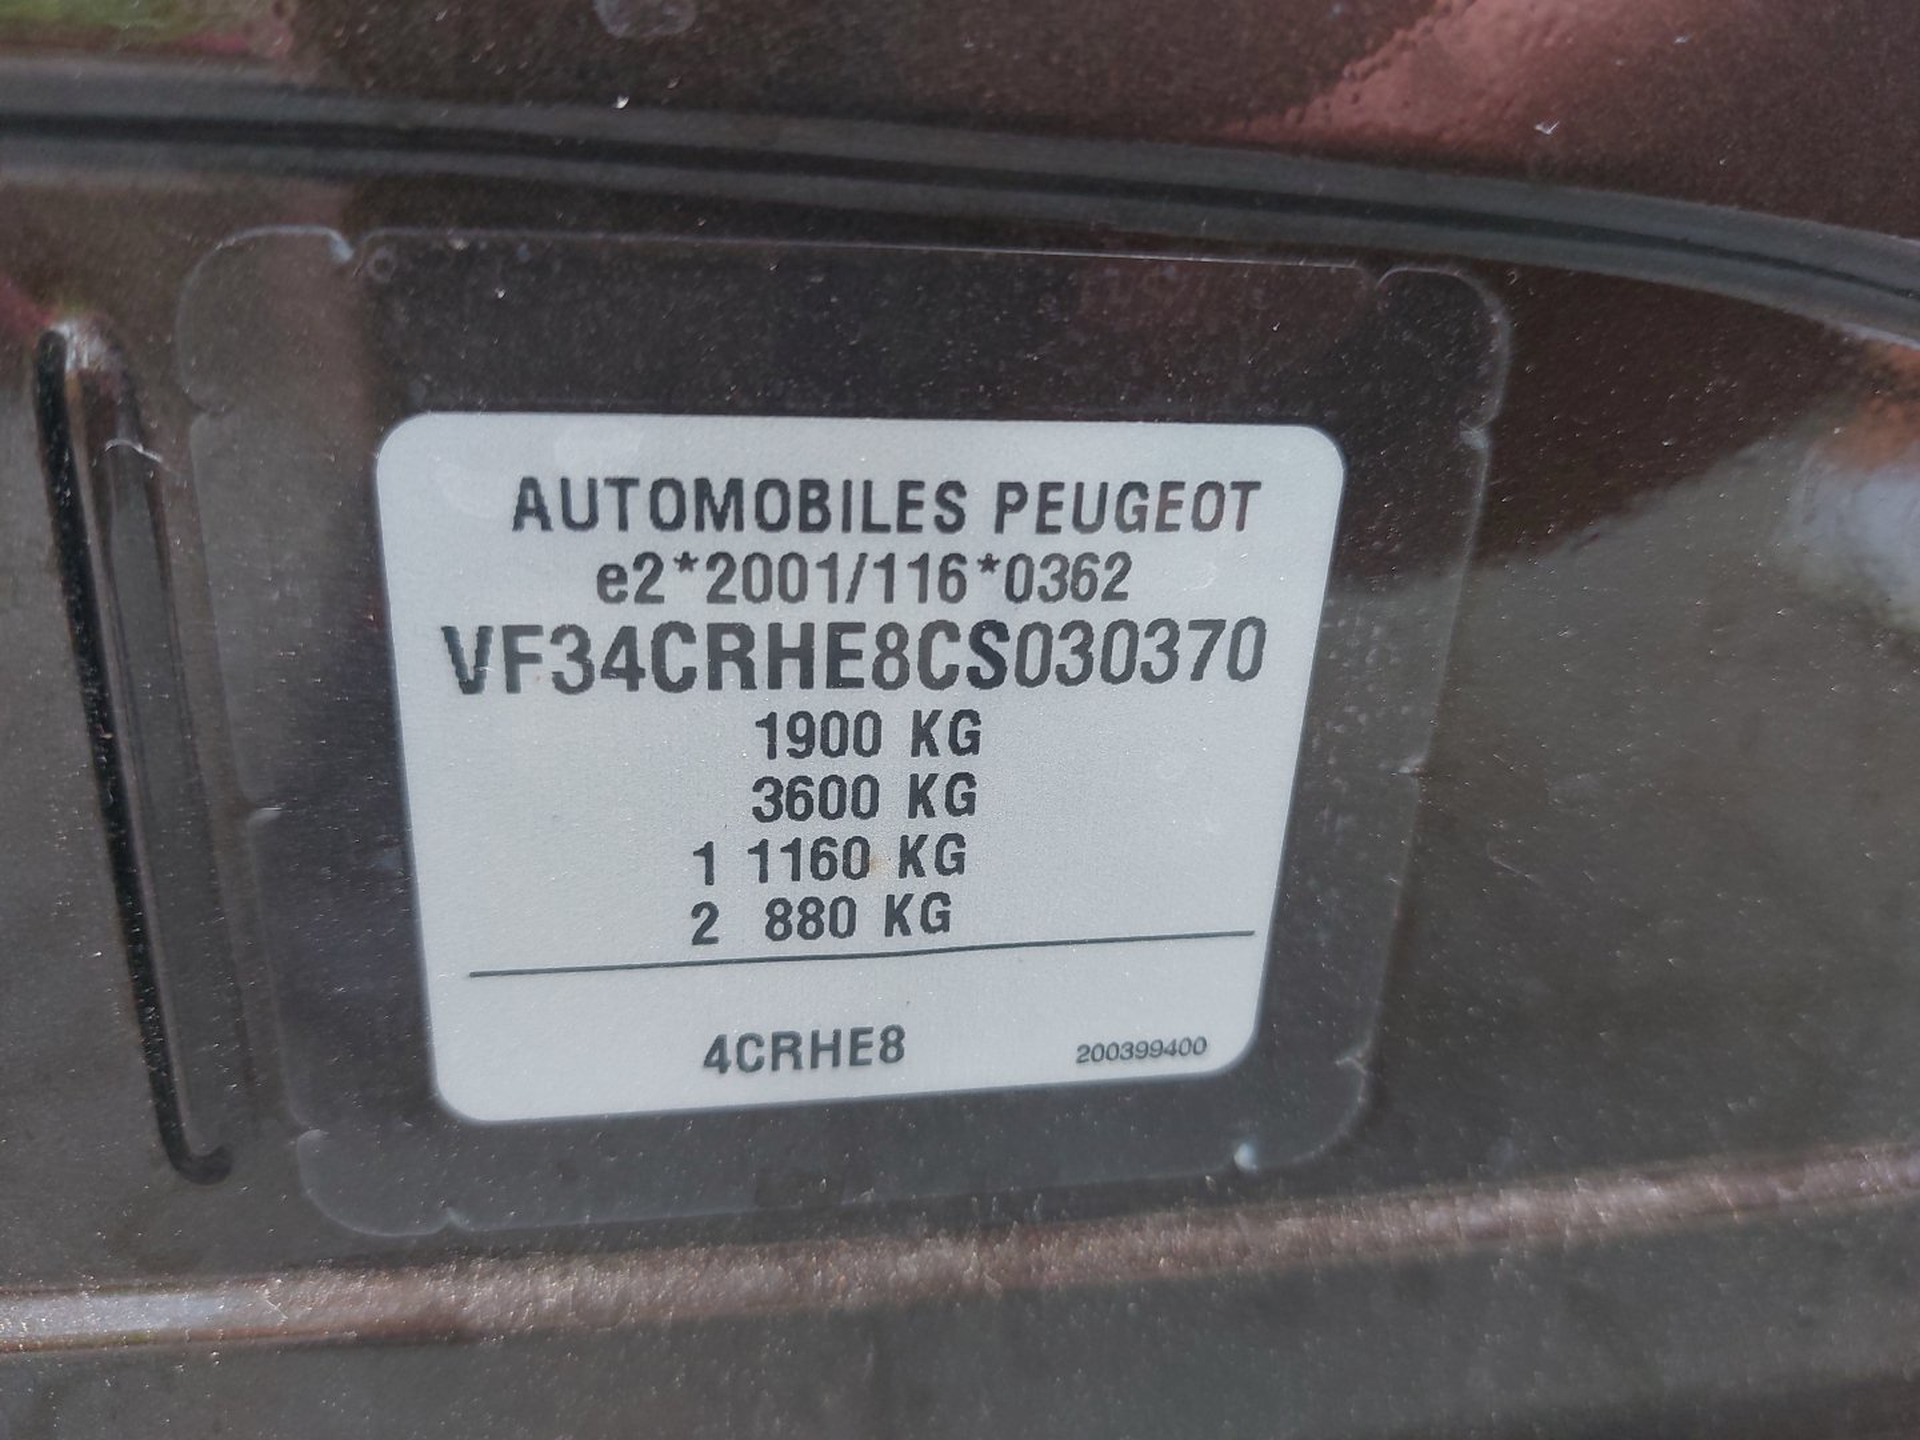 AUTOMOBILES PEUGEOT
e2*2001/116*0362
VF34CRHE8CS030370
1900 KG
3600 KG
1 1160 KG
2 880 KG
4CRHE8
200399400